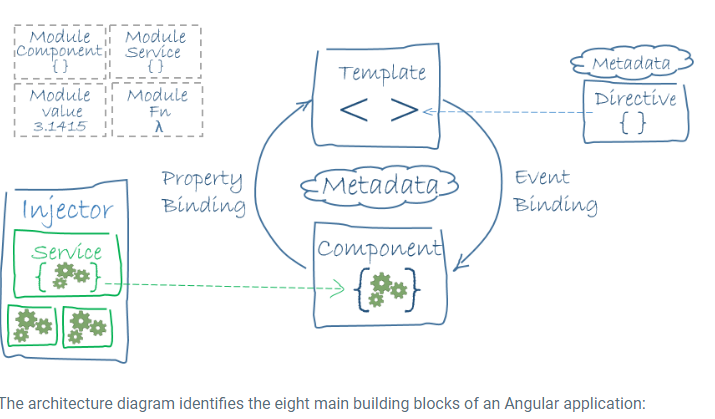 Module
Component
{ }
Module
Service
{ }
Module
value
3.1415
Module
Fn
λ
Template
< >
Metadata
Directive
{ }
Property
Binding
Metadata
Event
Binding
Injector
Service
{ }
Component
{ }
The architecture diagram identifies the eight main building blocks of an Angular application: